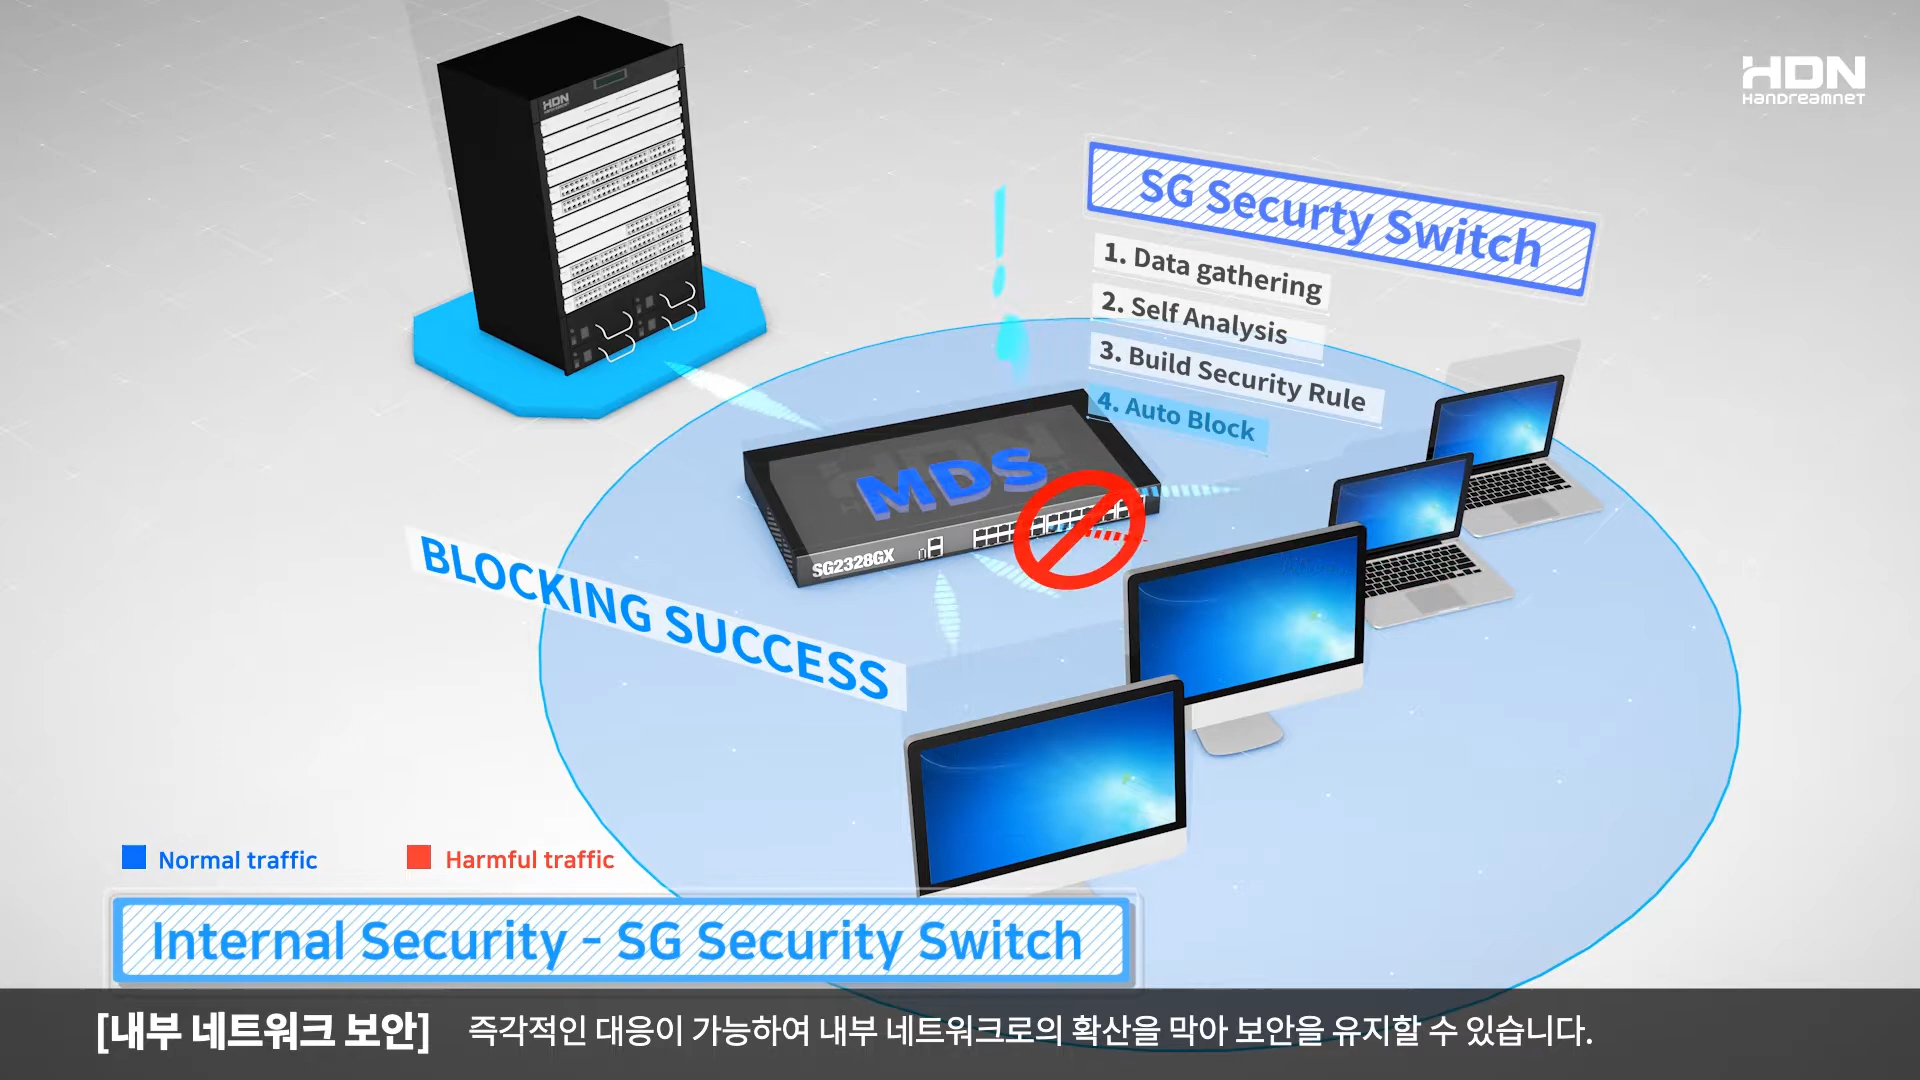 HDN
HANDREAMNET
HDN
SG Securty Switch
1. Data gathering
2. Self Analysis
3. Build Security Rule
4. Auto Block
MDS
SG2328GX
BLOCKING SUCCESS
Normal traffic
Harmful traffic
Internal Security - SG Security Switch
[내부 네트워크 보안] 즉각적인 대응이 가능하여 내부 네트워크로의 확산을 막아 보안을 유지할 수 있습니다.